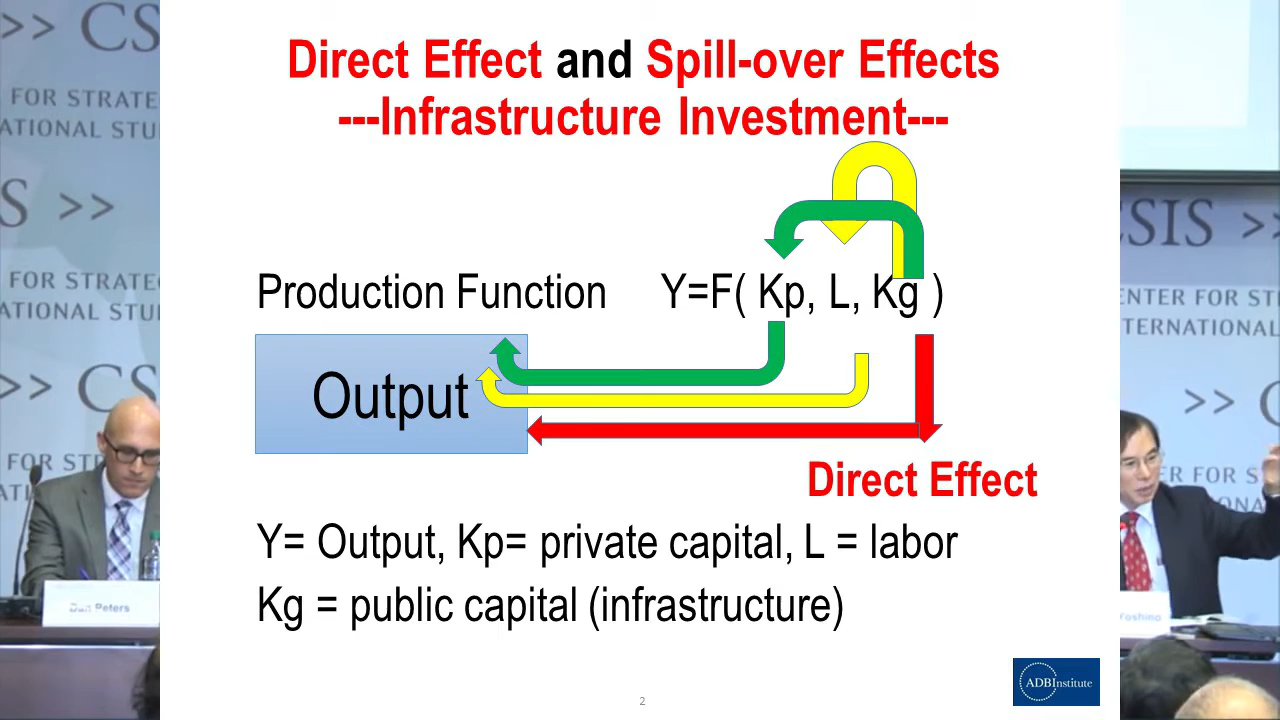 Direct Effect and Spill-over Effects
---Infrastructure Investment---
Production Function Y=F( Kp, L, Kg )
Output
Direct Effect
Y= Output, Kp= private capital, L = labor
Kg = public capital (infrastructure)
2
ADBInstitute
>> CS
FOR STRATE
ATIONAL STU
S >>
FOR STRATE
ATIONAL STU
>> CS
FOR ST
ATI
Dan Peters
CSIS >>
ENTER FOR ST
TERNATIONAL
>> C
ER FOR S
Yoshino